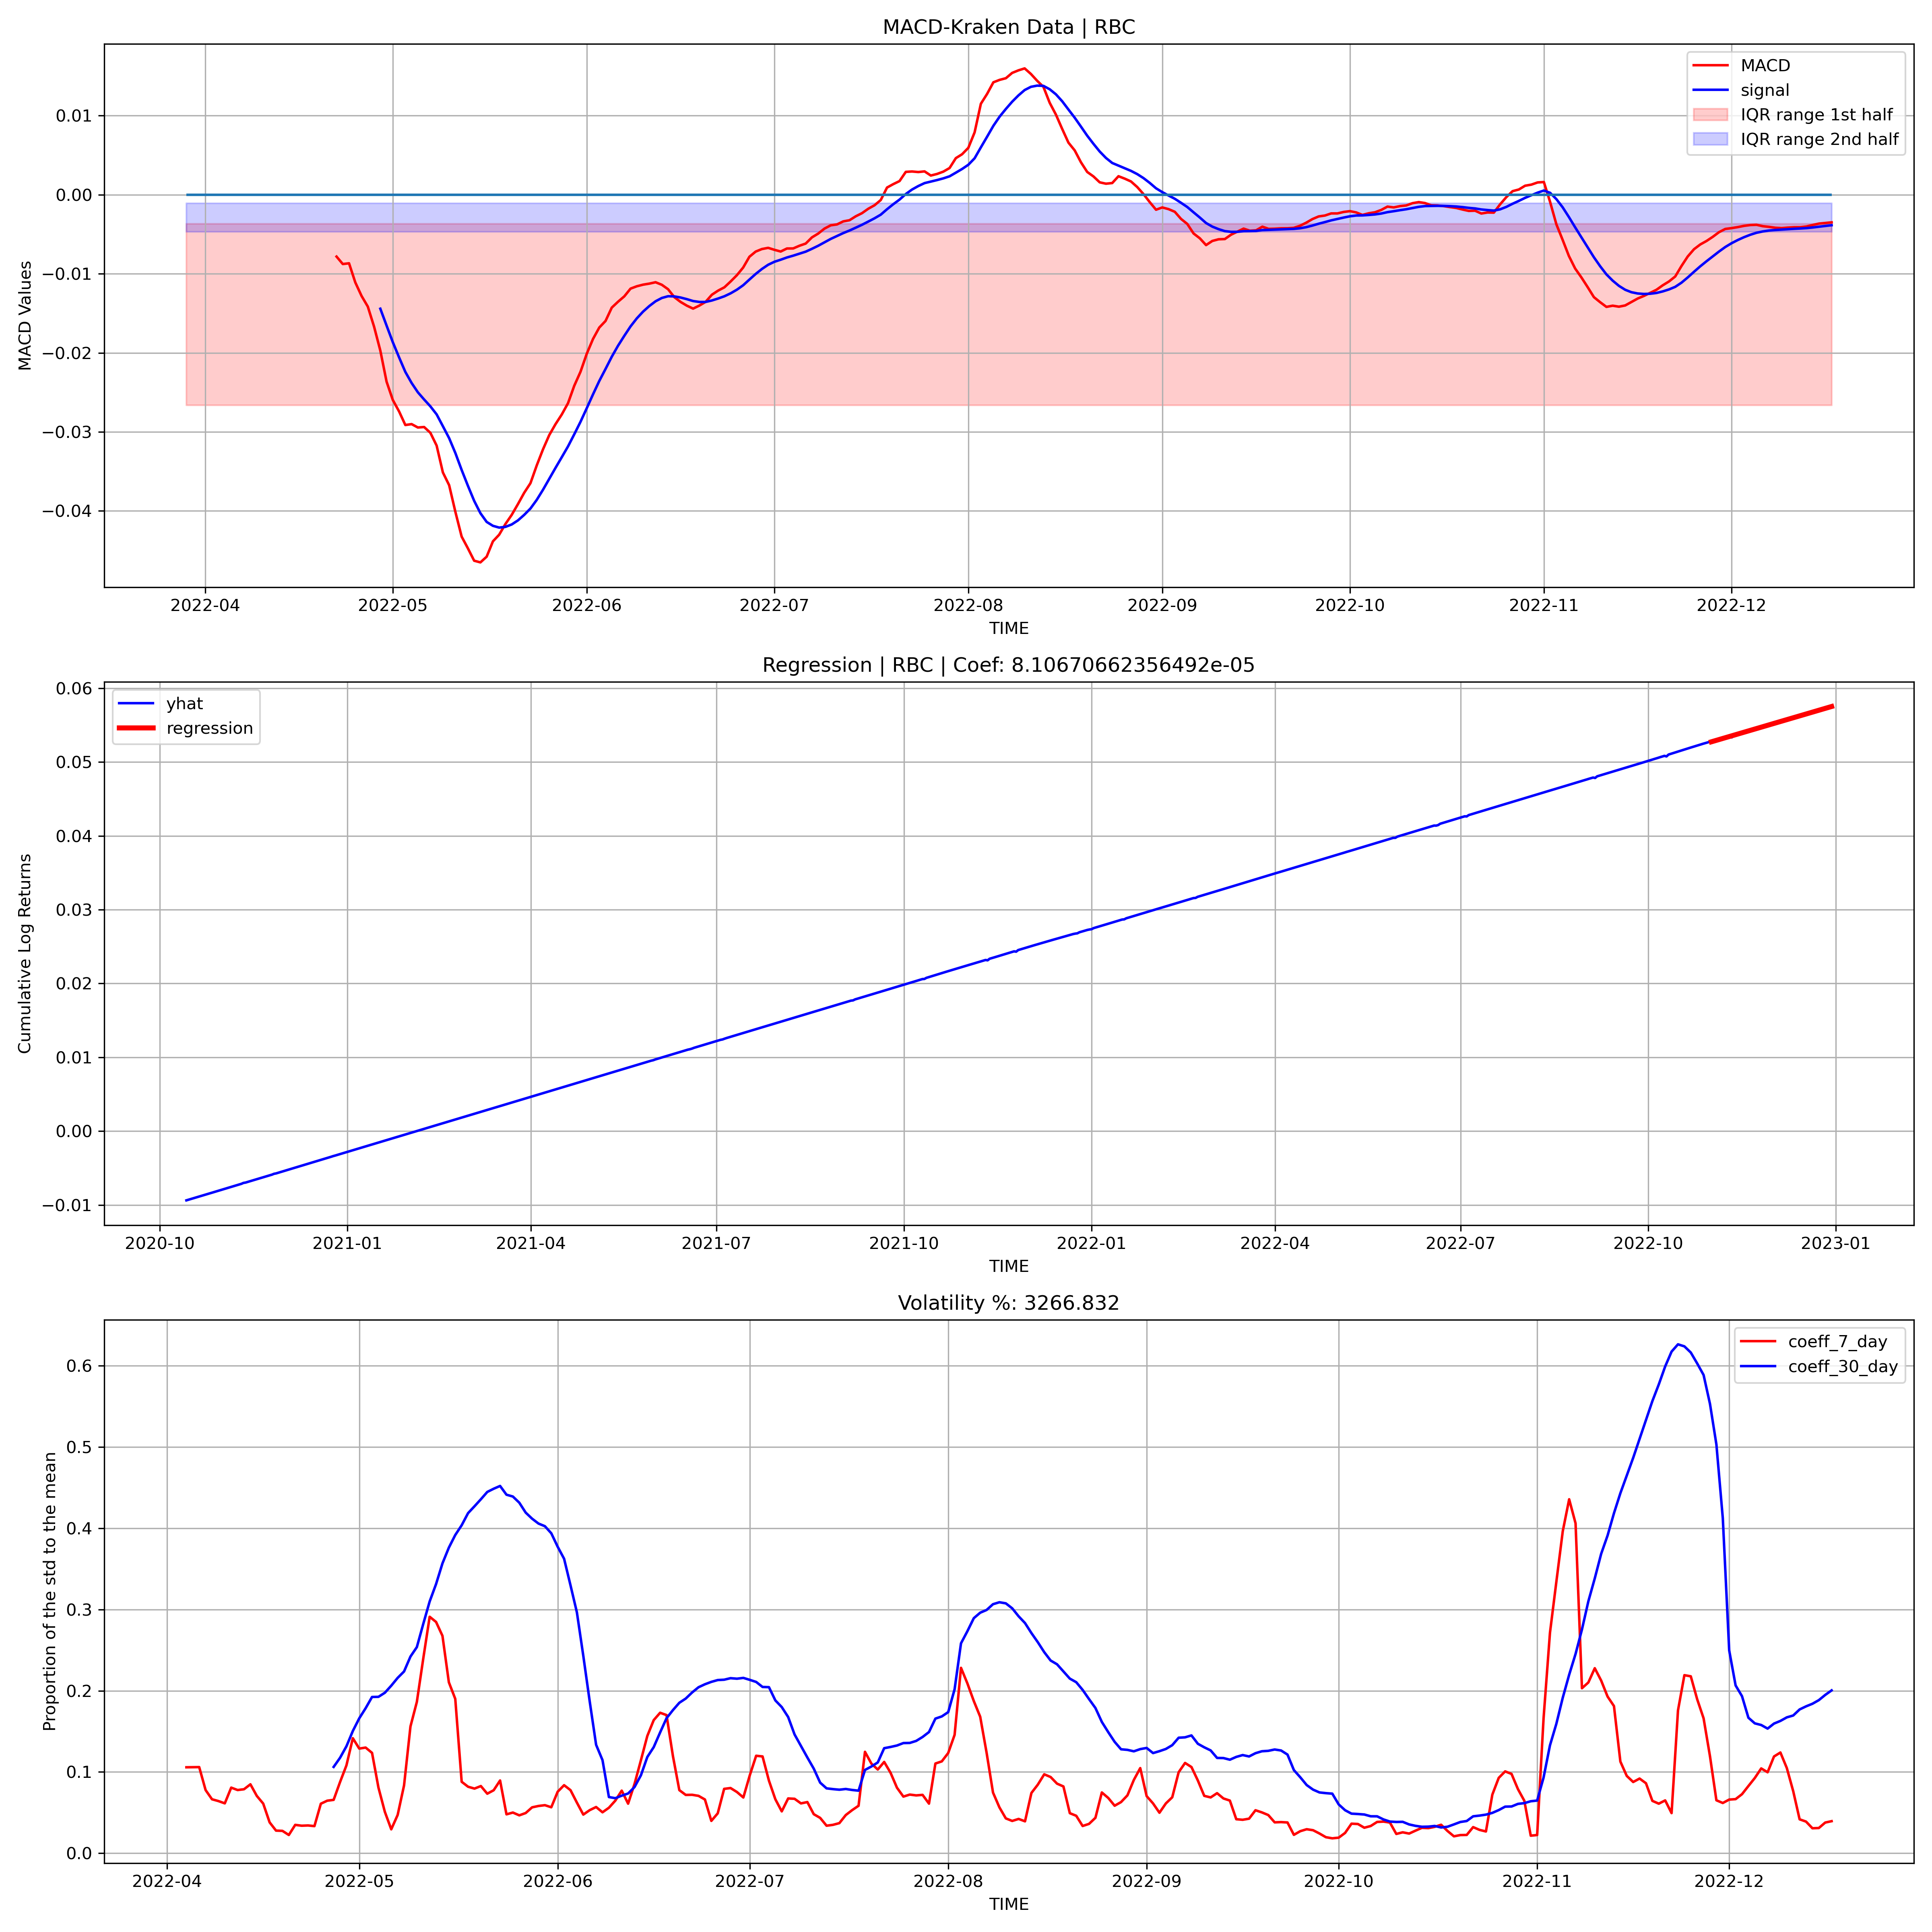 MACD-Kraken Data | RBC
MACD
signal
IQR range 1st half
IQR range 2nd half
0.01
0.00
−0.01
−0.02
−0.03
−0.04
MACD Values
2022-04 2022-05 2022-06 2022-07 2022-08 2022-09 2022-10 2022-11 2022-12
TIME
Regression | RBC | Coef: 8.10670662356492e-05
yhat
regression
0.06
0.05
0.04
0.03
0.02
0.01
0.00
−0.01
Cumulative Log Returns
2020-10 2021-01 2021-04 2021-07 2021-10 2022-01 2022-04 2022-07 2022-10 2023-01
TIME
Volatility %: 3266.832
coeff_7_day
coeff_30_day
0.6
0.5
0.4
0.3
0.2
0.1
0.0
Proportion of the std to the mean
2022-04 2022-05 2022-06 2022-07 2022-08 2022-09 2022-10 2022-11 2022-12
TIME